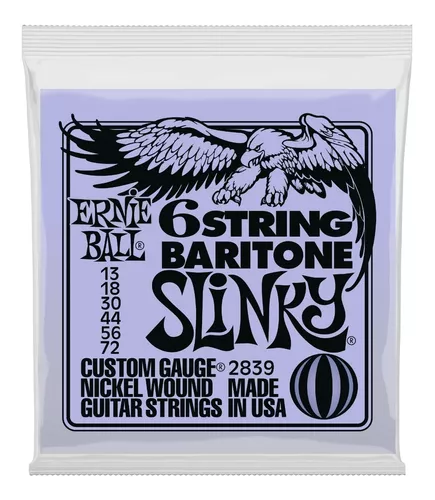 ERNIE
BALL®
6 STRING
BARITONE
SLINKY®
13
18
30
44
56
72
CUSTOM GAUGE® 2839
NICKEL WOUND MADE
GUITAR STRINGS IN USA